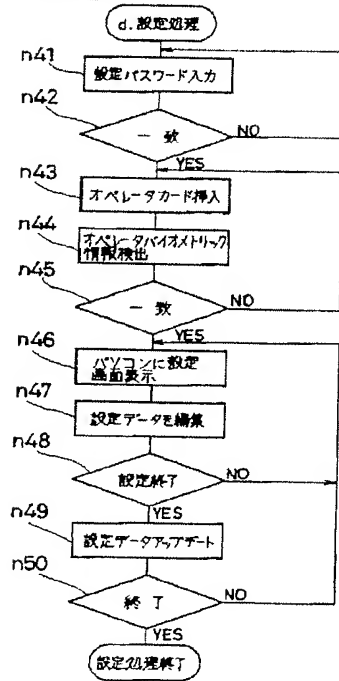 d. 設定処理
n41
設定パスワード入力
n42
一致
NO
YES
n43
オペレータカード挿入
n44
オペレータバイオメトリック
情報検出
n45
一致
NO
YES
n46
パソコンに設定
画面表示
n47
設定データを編集
n48
設定終了
NO
YES
n49
設定データアップデート
n50
終了
NO
YES
設定処理終了